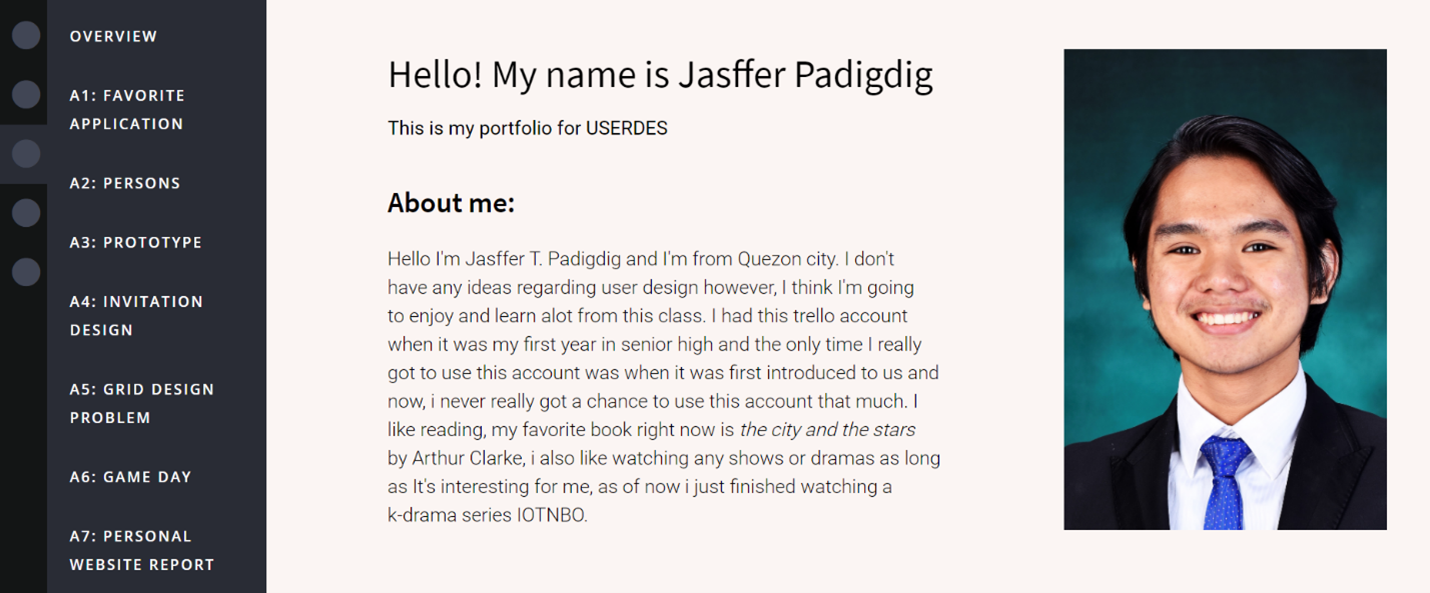 OVERVIEW
A1: FAVORITE
APPLICATION
A2: PERSONS
A3: PROTOTYPE
A4: INVITATION
DESIGN
A5: GRID DESIGN
PROBLEM
A6: GAME DAY
A7: PERSONAL
WEBSITE REPORT
Hello! My name is Jasffer Padigdig
This is my portfolio for USERDES
About me:
Hello I'm Jasffer T. Padigdig and I'm from Quezon city. I don't
have any ideas regarding user design however, I think I'm going
to enjoy and learn alot from this class. I had this trello account
when it was my first year in senior high and the only time I really
got to use this account was when it was first introduced to us and
now, i never really got a chance to use this account that much. I
like reading, my favorite book right now is the city and the stars
by Arthur Clarke, i also like watching any shows or dramas as long
as It's interesting for me, as of now i just finished watching a
k-drama series IOTNBO.